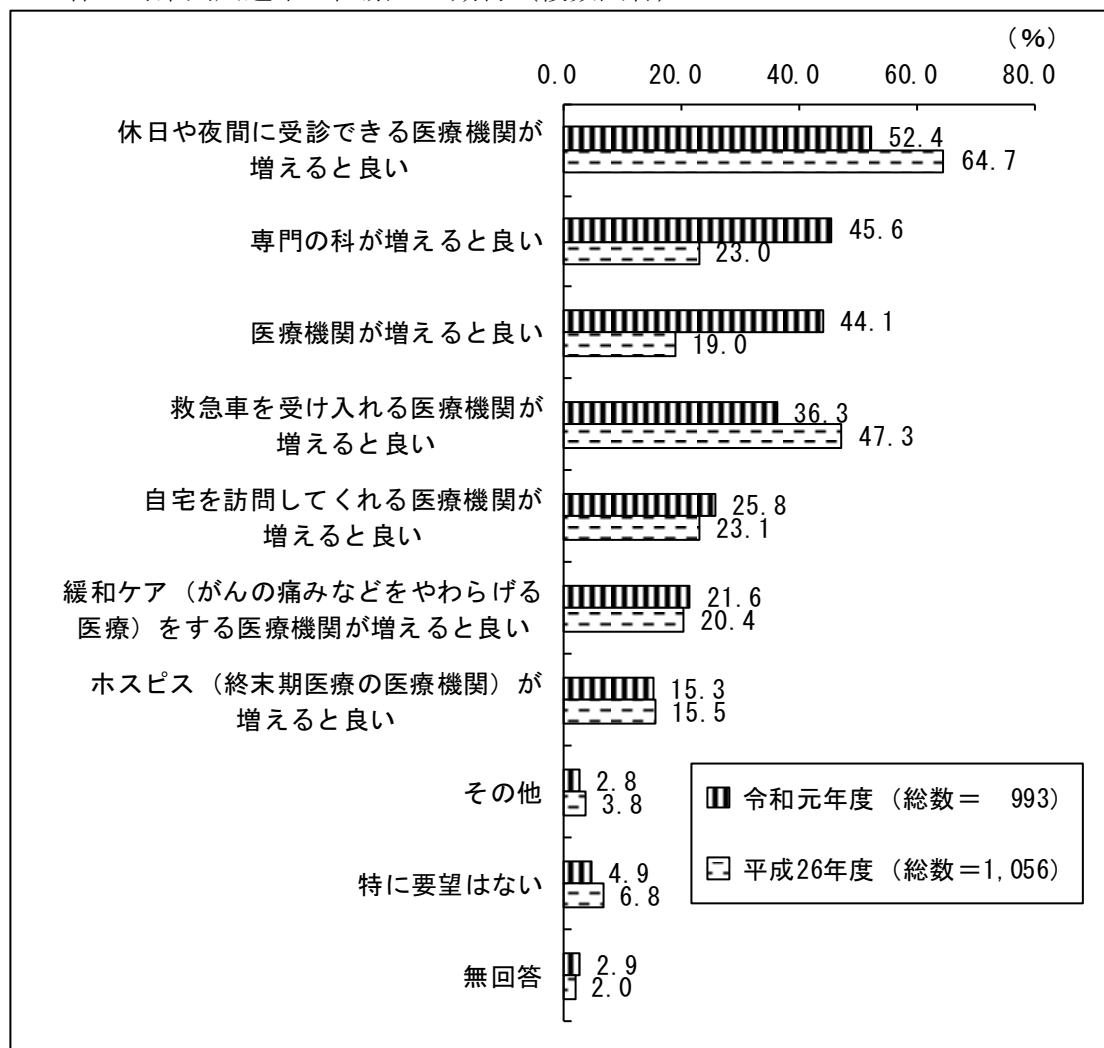 （%）
0.0 20.0 40.0 60.0 80.0
休日や夜間に受診できる医療機関が
増えると良い
52.4
64.7
専門の科が増えると良い
45.6
23.0
医療機関が増えると良い
44.1
19.0
救急車を受け入れる医療機関が
増えると良い
36.3
47.3
自宅を訪問してくれる医療機関が
増えると良い
25.8
23.1
緩和ケア（がんの痛みなどをやわらげる
医療）をする医療機関が増えると良い
21.6
20.4
ホスピス（終末期医療の医療機関）が
増えると良い
15.3
15.5
その他
2.8
3.8
特に要望はない
4.9
6.8
無回答
2.9
2.0
令和元年度（総数＝　993）
平成26年度（総数＝1,056）